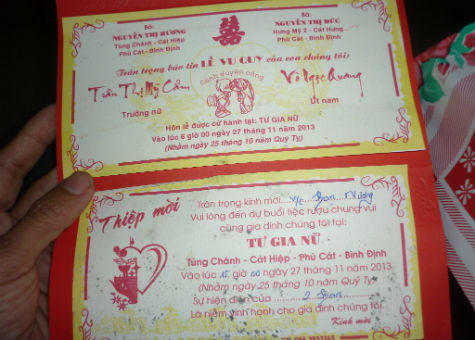 Bà:
NGUYỄN THỊ HƯƠNG
Tùng Chánh - Cát Hiệp
Phù Cát - Bình Định
Bà:
NGUYỄN THỊ ĐỨC
Hưng Mỹ 2 - Cát Hưng
Phù Cát - Bình Định
囍
Trân trọng báo tin LỄ VU QUY của con chúng tôi:
Trần Thị Mỹ Cẩm
Trưởng nữ
Võ Ngọc Quang
Út nam
Hôn lễ được cử hành tại: TƯ GIA NỮ
Vào lúc 6 giờ 00 ngày 27 tháng 11 năm 2013
(Nhằm ngày 25 tháng 10 năm Quý Tỵ)
Thiệp mời
Trân trọng kính mời
Vui lòng đến dự buổi tiệc rượu chung vui
cùng gia đình chúng tôi tại:
TƯ GIA NỮ
Tùng Chánh - Cát Hiệp - Phù Cát - Bình Định
Vào lúc giờ 00 ngày 27 tháng 11 năm 2013
(Nhằm ngày 25 tháng 10 năm Quý Tỵ)
Sự hiện diện của
Là niềm vinh hạnh cho gia đình chúng tôi.
Kính mời